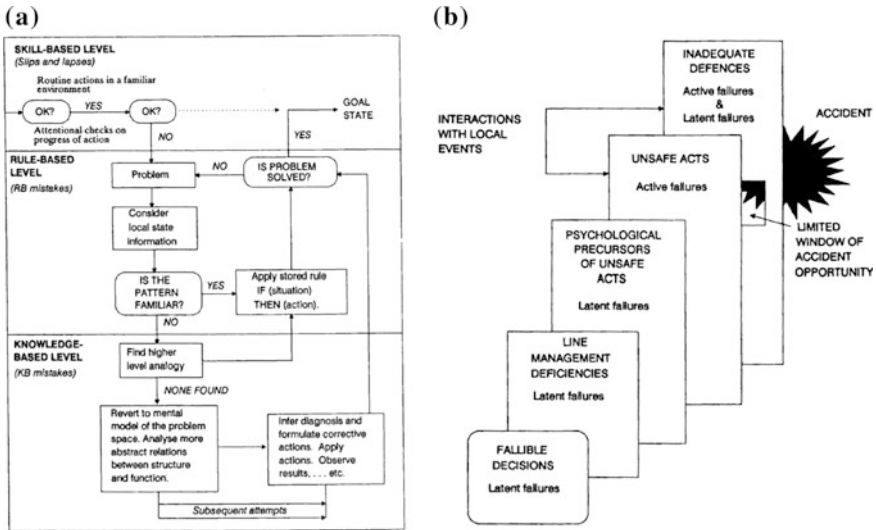 (a)
SKILL-BASED LEVEL
(Slips and lapses)
Routine actions in a familiar
environment
OK?
YES
OK?
GOAL
STATE
Attentional checks on
progress of action
NO
YES
RULE-BASED
LEVEL
(RB mistakes)
Problem
NO
IS PROBLEM
SOLVED?
Consider
local state
information
IS THE
PATTERN
FAMILIAR?
YES
Apply stored rule
IF (situation)
THEN (action).
NO
KNOWLEDGE-
BASED LEVEL
(KB mistakes)
Find higher
level analogy
NONE FOUND
Revert to mental
model of the problem
space. Analyse more
abstract relations
between structure
and function.
Infer diagnosis and
formulate corrective
actions. Apply
actions. Observe
results, . . . etc.
Subsequent attempts
(b)
INADEQUATE
DEFENCES
Active failures
&
Latent failures
ACCIDENT
INTERACTIONS
WITH LOCAL
EVENTS
UNSAFE ACTS
Active failures
LIMITED
WINDOW OF
ACCIDENT
OPPORTUNITY
PSYCHOLOGICAL
PRECURSORS
OF UNSAFE
ACTS
Latent failures
LINE
MANAGEMENT
DEFICIENCIES
Latent failures
FALLIBLE
DECISIONS
Latent failures